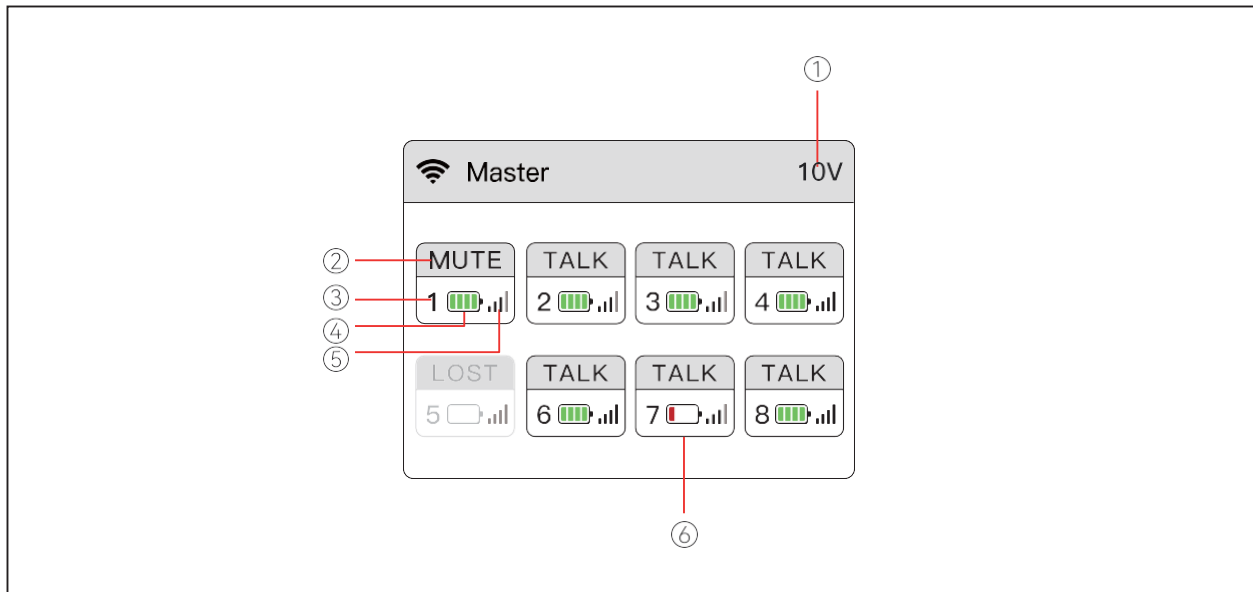 ①
Master 10V
② MUTE TALK TALK TALK
③ 1 2 3 4
④
⑤
LOST TALK TALK TALK
5 6 7 8
⑥